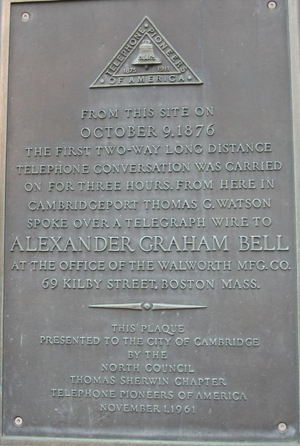 TELEPHONE PIONEERS
1875 1911
OF AMERICA
FROM THIS SITE ON
OCTOBER 9, 1876
THE FIRST TWO-WAY LONG DISTANCE
TELEPHONE CONVERSATION WAS CARRIED
ON FOR THREE HOURS. FROM HERE IN
CAMBRIDGEPORT THOMAS G. WATSON
SPOKE OVER A TELEGRAPH WIRE TO
ALEXANDER GRAHAM BELL
AT THE OFFICE OF THE WALWORTH MFG. CO.
69 KILBY STREET, BOSTON MASS.
THIS PLAQUE
PRESENTED TO THE CITY OF CAMBRIDGE
BY THE
NORTH COUNCIL
THOMAS SHERWIN CHAPTER
TELEPHONE PIONEERS OF AMERICA
NOVEMBER 1, 1961